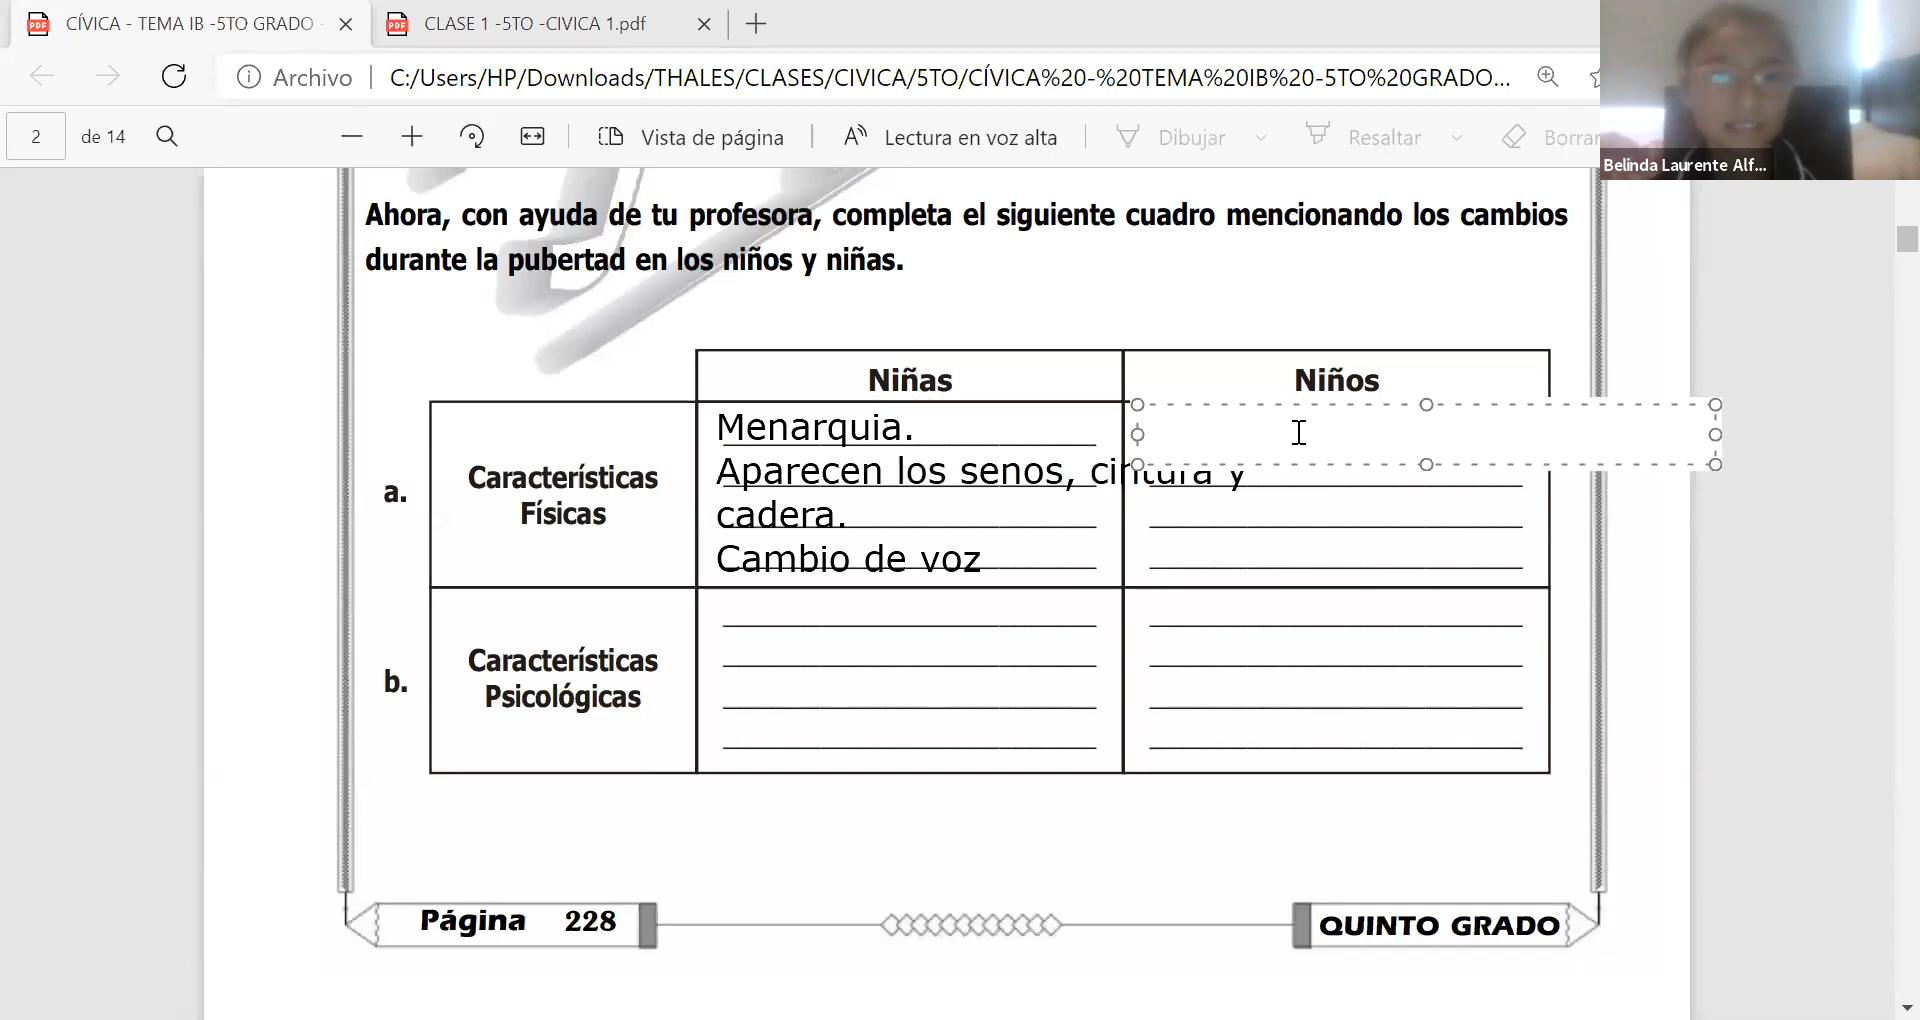 CÍVICA - TEMA IB -5TO GRADO -
CLASE 1 -5TO -CIVICA 1.pdf
Archivo
C:/Users/HP/Downloads/THALES/CLASES/CIVICA/5TO/CÍVICA%20-%20TEMA%20IB%20-5TO%20GRADO...
2 de 14
Vista de página
Lectura en voz alta
Dibujar
Resaltar
Borrar
Belinda Laurente Alf...
Ahora, con ayuda de tu profesora, completa el siguiente cuadro mencionando los cambios
durante la pubertad en los niños y niñas.
Niñas
Niños
a.
Características
Físicas
Menarquia.
Aparecen los senos, cintura y
cadera.
Cambio de voz
b.
Características
Psicológicas
Página 228
QUINTO GRADO